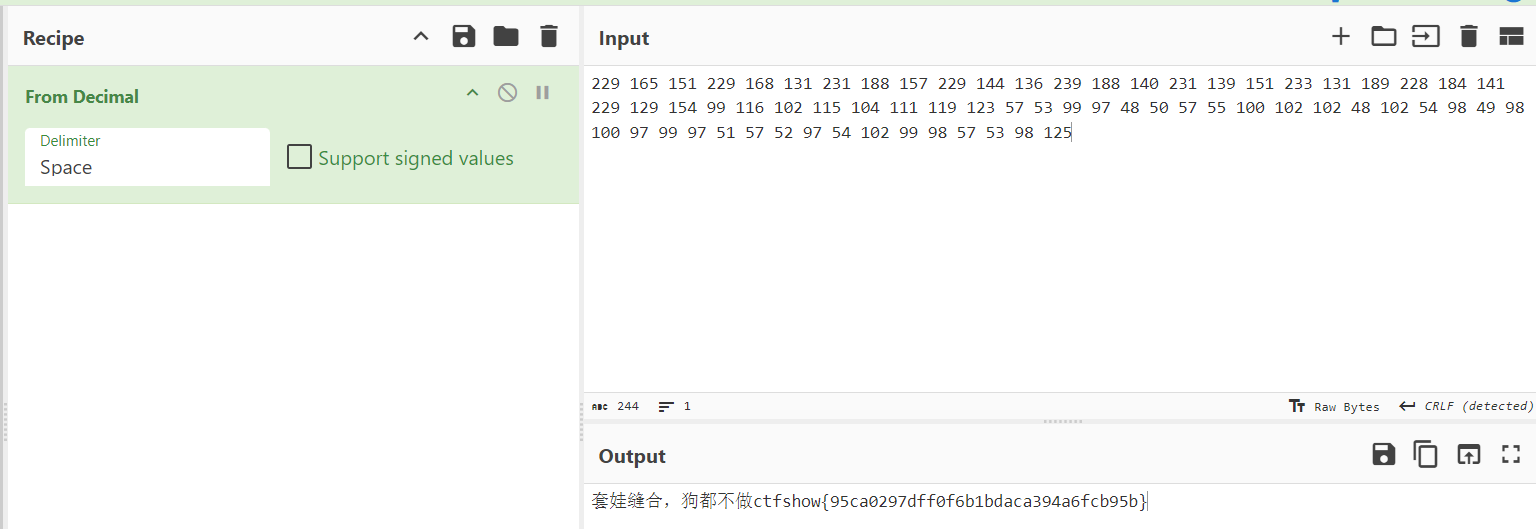 Recipe
From Decimal
Delimiter
Space
Support signed values
Input
229 165 151 229 168 131 231 188 157 229 144 136 239 188 140 231 139 151 233 131 189 228 184 141
229 129 154 99 116 102 115 104 111 119 123 57 53 99 97 48 50 57 55 100 102 102 48 102 54 98 49 98
100 97 99 97 51 57 52 97 54 102 99 98 57 53 98 125
ABC 244 1
Raw Bytes CRLF (detected)
Output
套娃缝合，狗都不做ctfshow{95ca0297dff0f6b1bdaca394a6fcb95b}